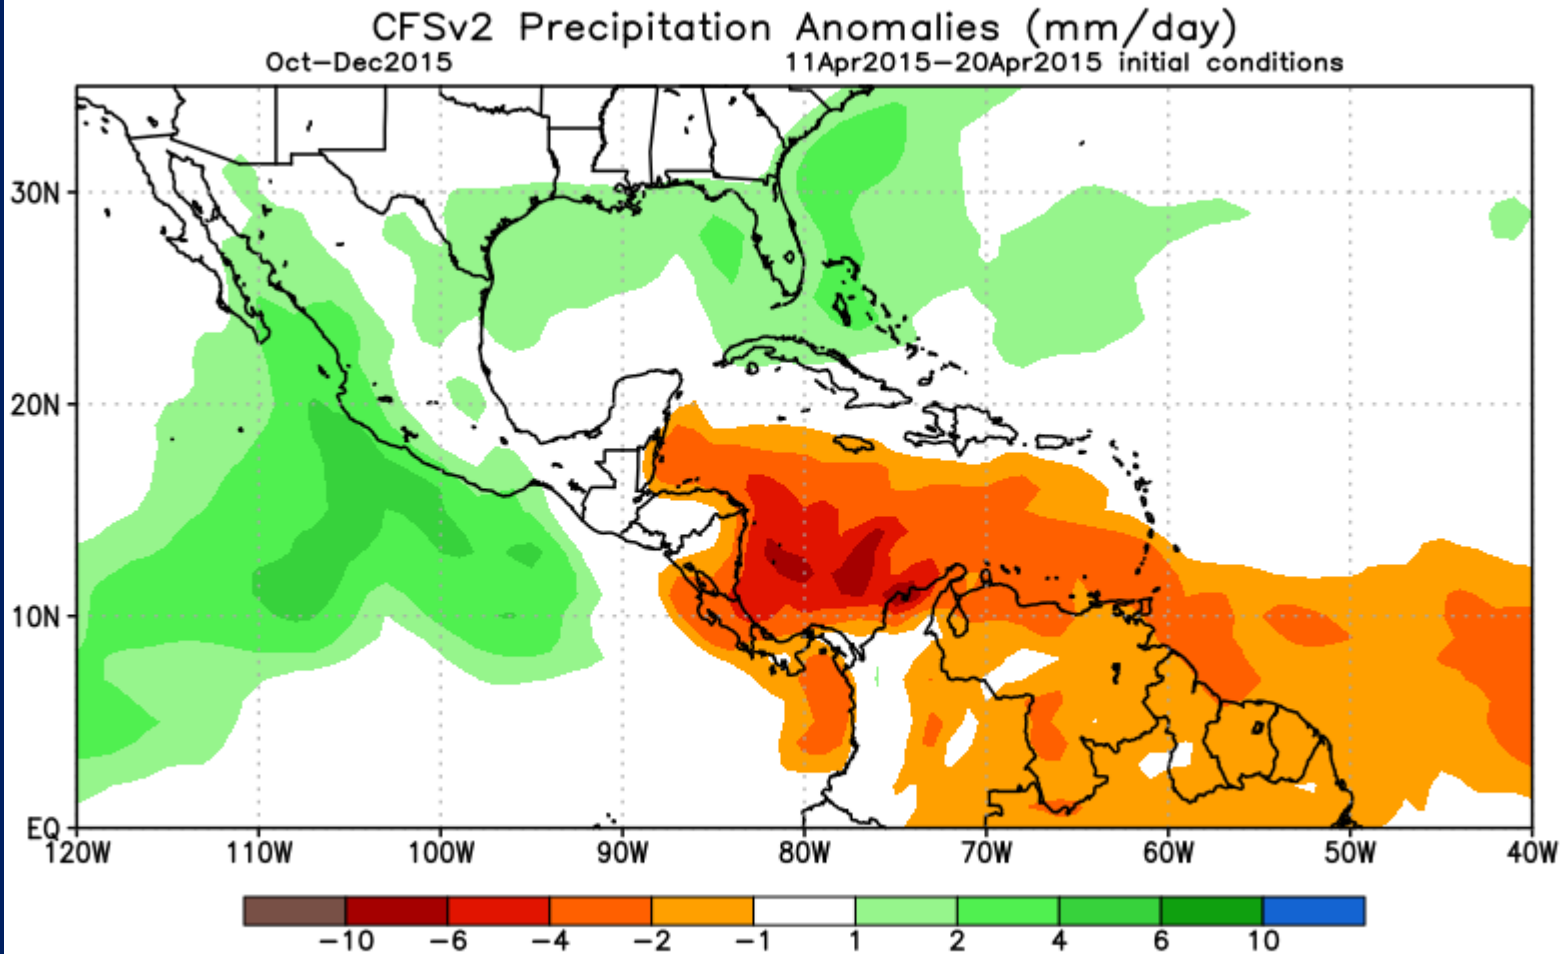 CFSv2 Precipitation Anomalies (mm/day)
Oct-Dec2015 11Apr2015-20Apr2015 initial conditions
30N
20N
10N
EQ
120W 110W 100W 90W 80W 70W 60W 50W 40W
-10 -6 -4 -2 -1 1 2 4 6 10